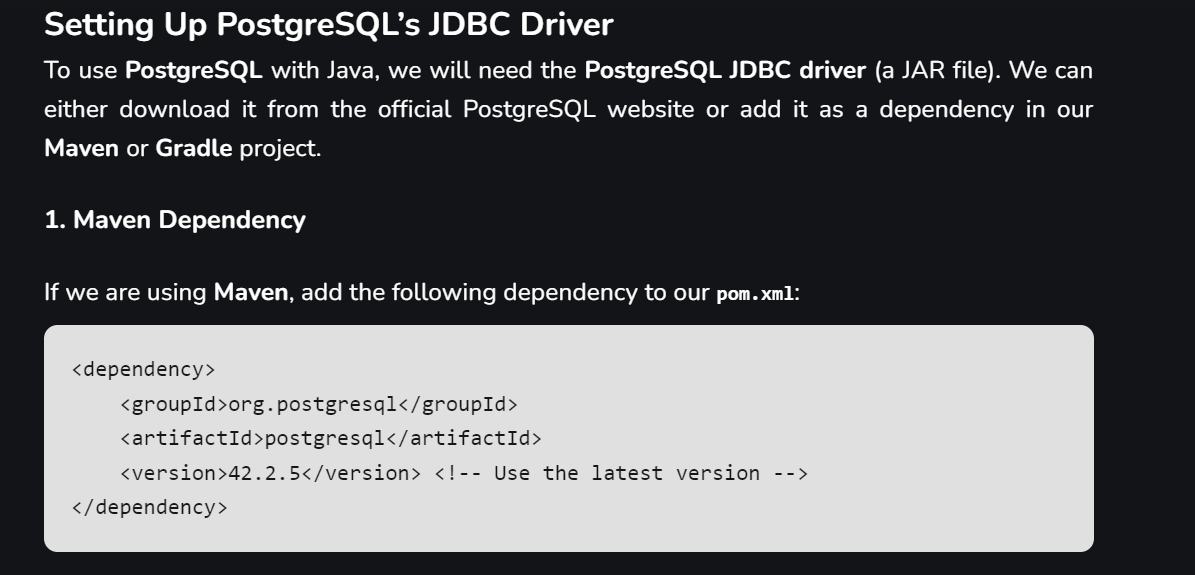 Setting Up PostgreSQL’s JDBC Driver
To use PostgreSQL with Java, we will need the PostgreSQL JDBC driver (a JAR file). We can
either download it from the official PostgreSQL website or add it as a dependency in our
Maven or Gradle project.
1. Maven Dependency
If we are using Maven, add the following dependency to our pom.xml:
<dependency>
    <groupId>org.postgresql</groupId>
    <artifactId>postgresql</artifactId>
    <version>42.2.5</version> <!-- Use the latest version -->
</dependency>